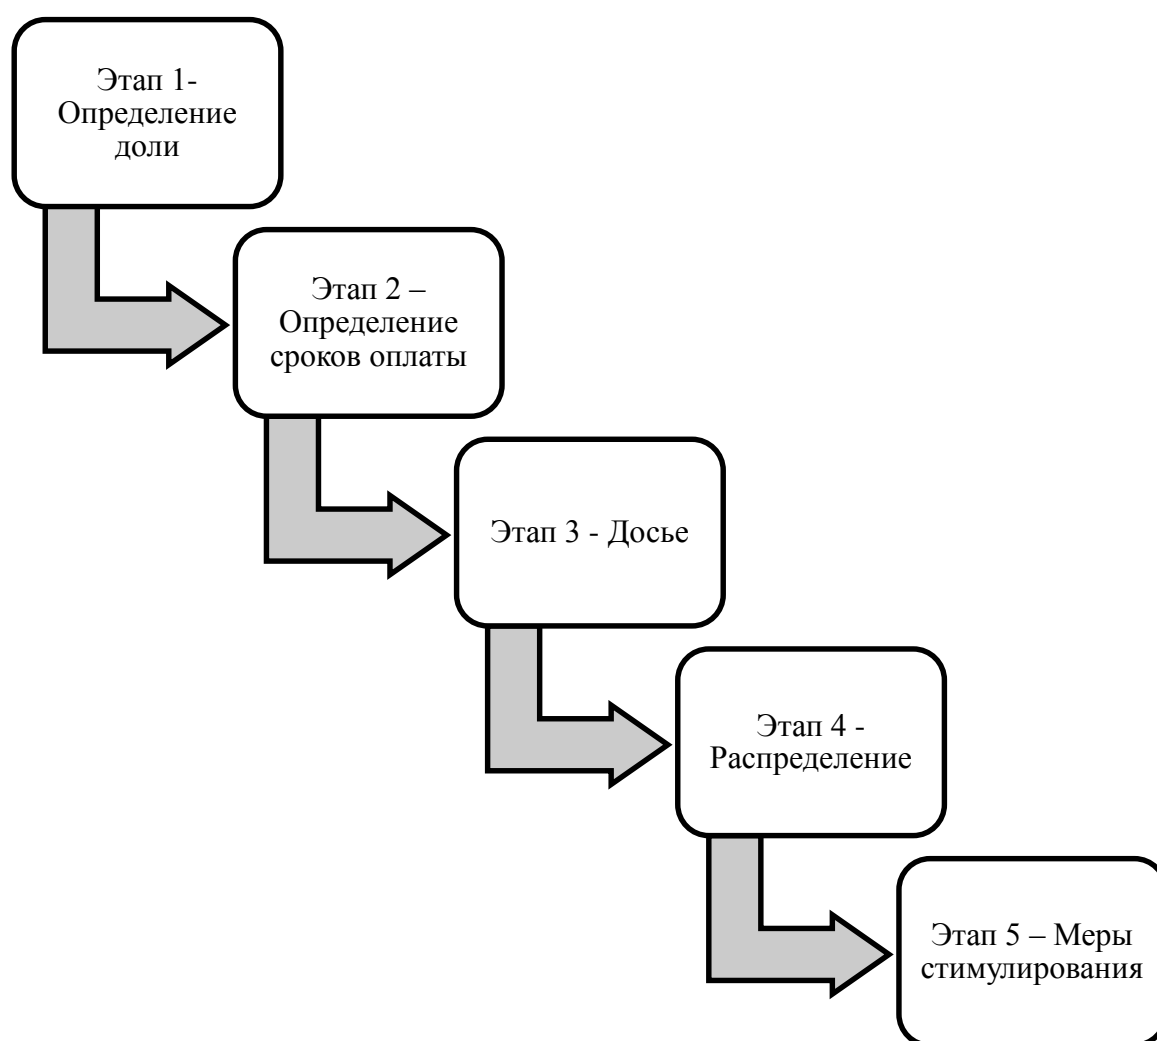 Этап 1-
Определение
доли
Этап 2 –
Определение
сроков оплаты
Этап 3 - Досье
Этап 4 -
Распределение
Этап 5 – Меры
стимулирования